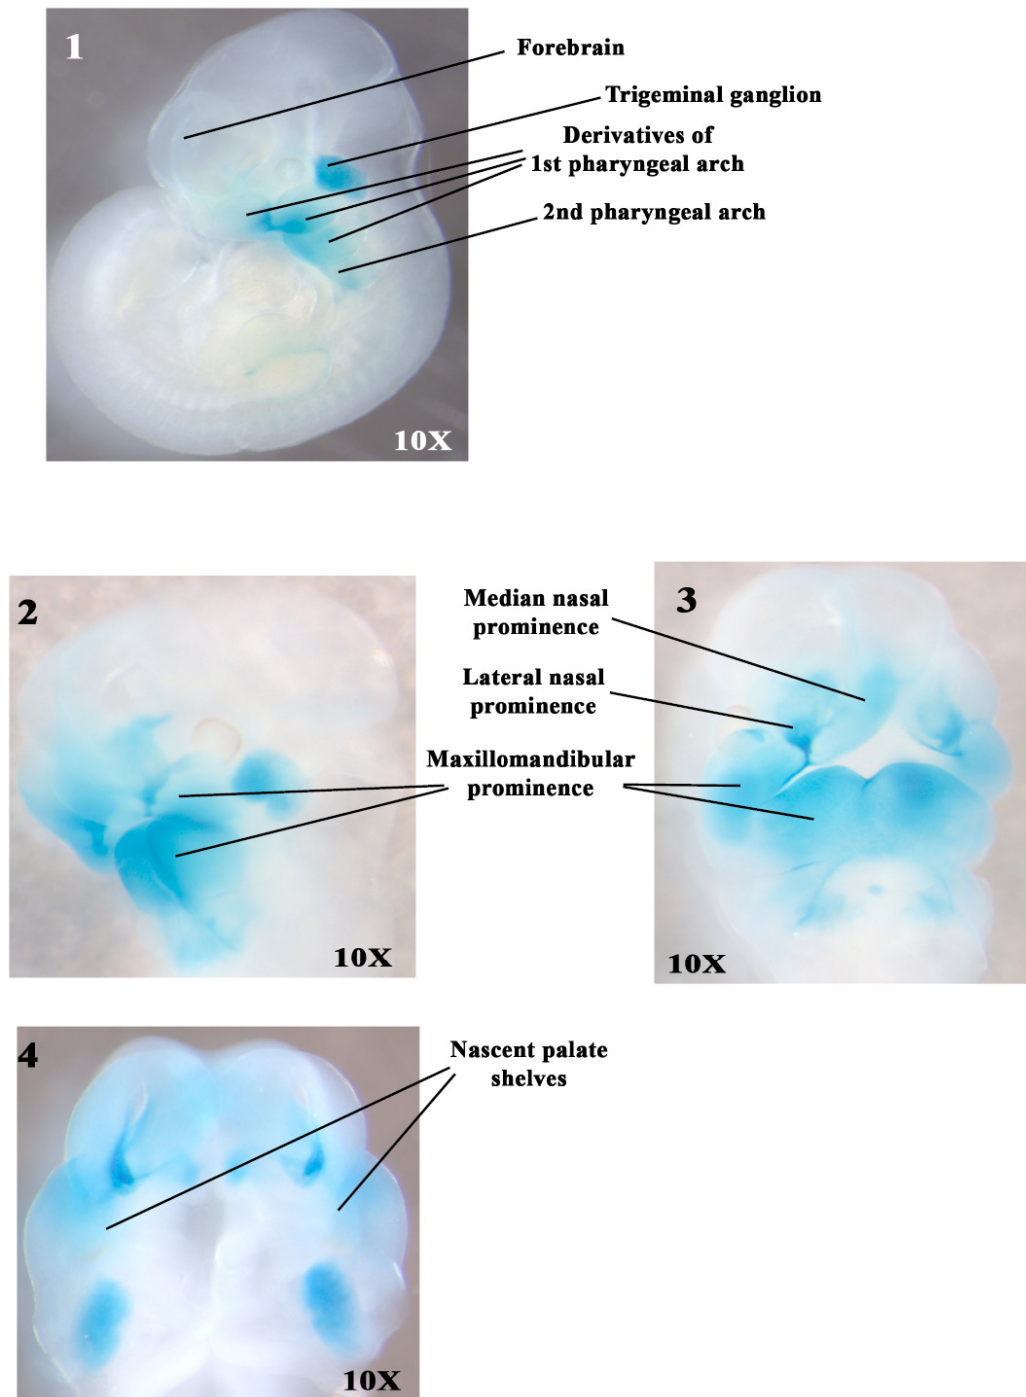 1
Forebrain
Trigeminal ganglion
Derivatives of
1st pharyngeal arch
2nd pharyngeal arch
10X
2
Median nasal
prominence
3
Lateral nasal
prominence
Maxillomandibular
prominence
10X
10X
4
Nascent palate
shelves
10X